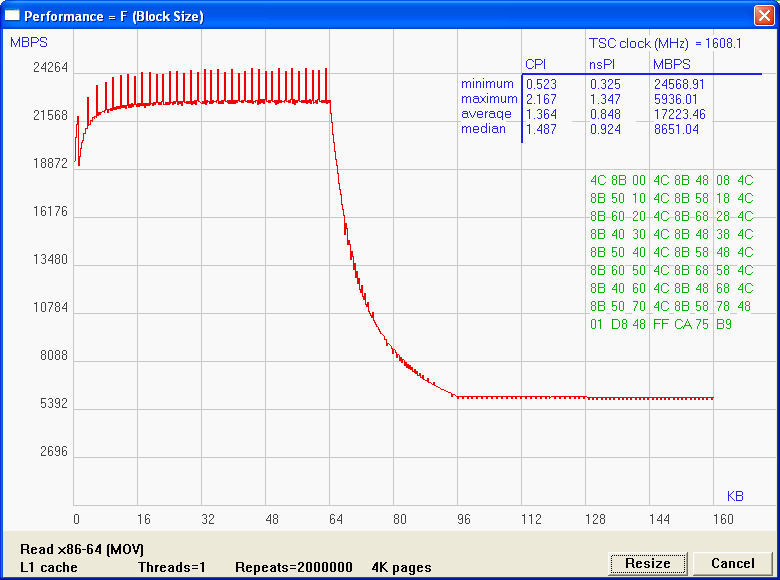 Performance = F (Block Size)
MBPS
TSC clock (MHz) = 1608.1
CPI nsPI MBPS
minimum 0.523 0.325 24568.91
maximum 2.167 1.347 5936.01
average 1.364 0.848 17223.46
median 1.487 0.924 8651.04
24264
21568
18872
16176
13480
10784
8088
5392
2696
4C 8B 00 4C 8B 48 08 4C
8B 50 10 4C 8B 58 18 4C
8B 60 20 4C 8B 68 28 4C
8B 40 30 4C 8B 48 38 4C
8B 50 40 4C 8B 58 48 4C
8B 60 50 4C 8B 68 58 4C
8B 40 60 4C 8B 48 68 4C
8B 50 70 4C 8B 58 78 48
01 D8 48 FF CA 75 B9
KB
0 16 32 48 64 80 96 112 128 144 160
Read x86-64 (MOV)
L1 cache Threads=1 Repeats=2000000 4K pages
Resize Cancel